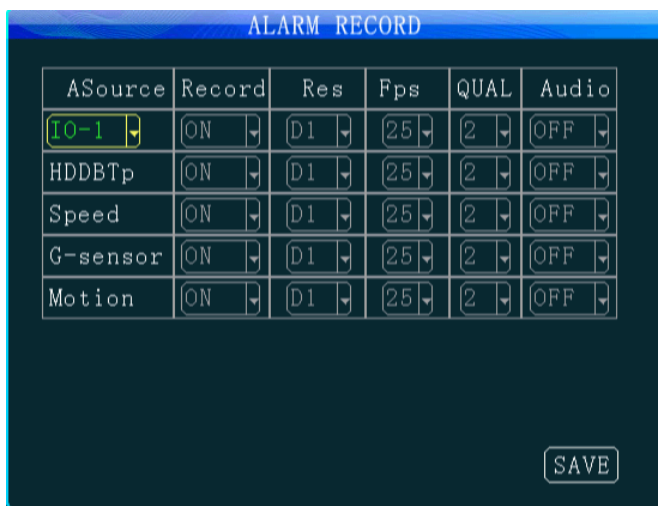 ALARM RECORD
ASource Record Res Fps QUAL Audio
IO-1 ON D1 25 2 OFF
HDDBTp ON D1 25 2 OFF
Speed ON D1 25 2 OFF
G-sensor ON D1 25 2 OFF
Motion ON D1 25 2 OFF
SAVE